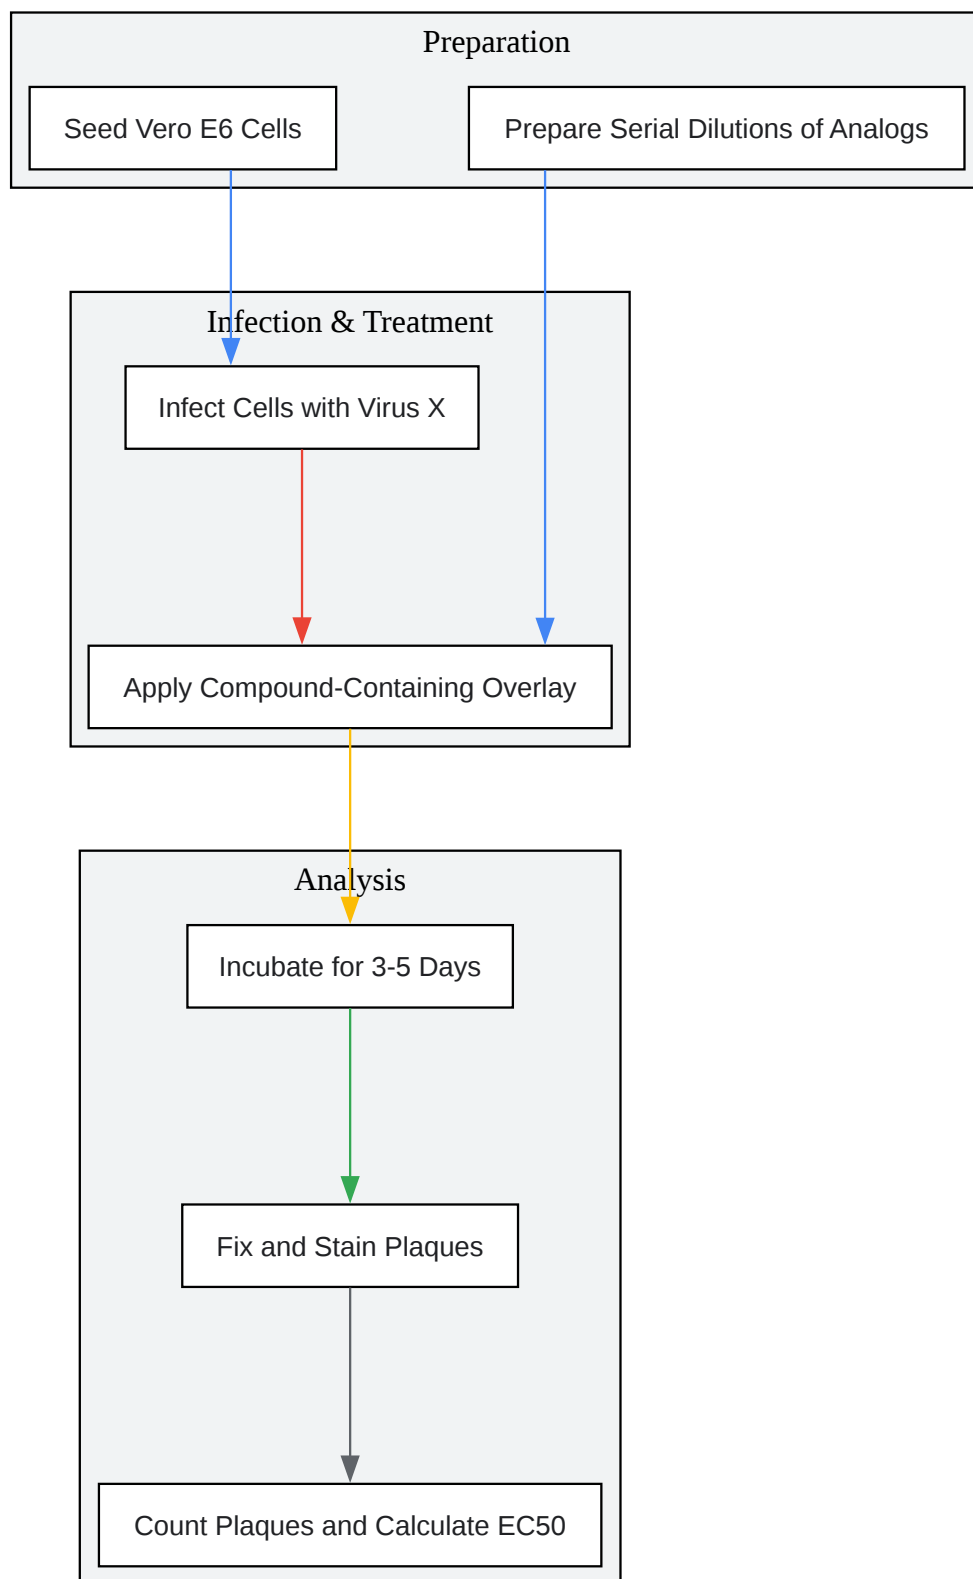 Preparation
Seed Vero E6 Cells
Prepare Serial Dilutions of Analogs
Infection & Treatment
Infect Cells with Virus X
Apply Compound-Containing Overlay
Analysis
Incubate for 3-5 Days
Fix and Stain Plaques
Count Plaques and Calculate EC50